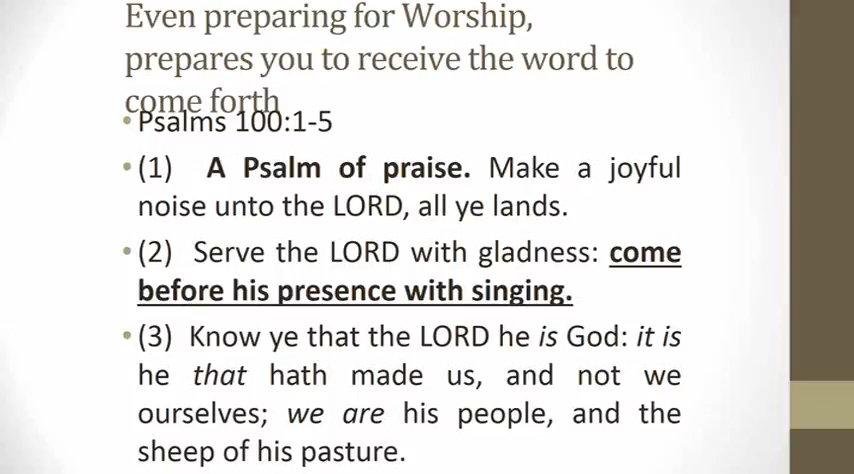 Even preparing for Worship,
prepares you to receive the word to
come forth
• Psalms 100:1-5
• (1) A Psalm of praise. Make a joyful
noise unto the LORD, all ye lands.
• (2) Serve the LORD with gladness: come
before his presence with singing.
• (3) Know ye that the LORD he is God: it is
he that hath made us, and not we
ourselves; we are his people, and the
sheep of his pasture.